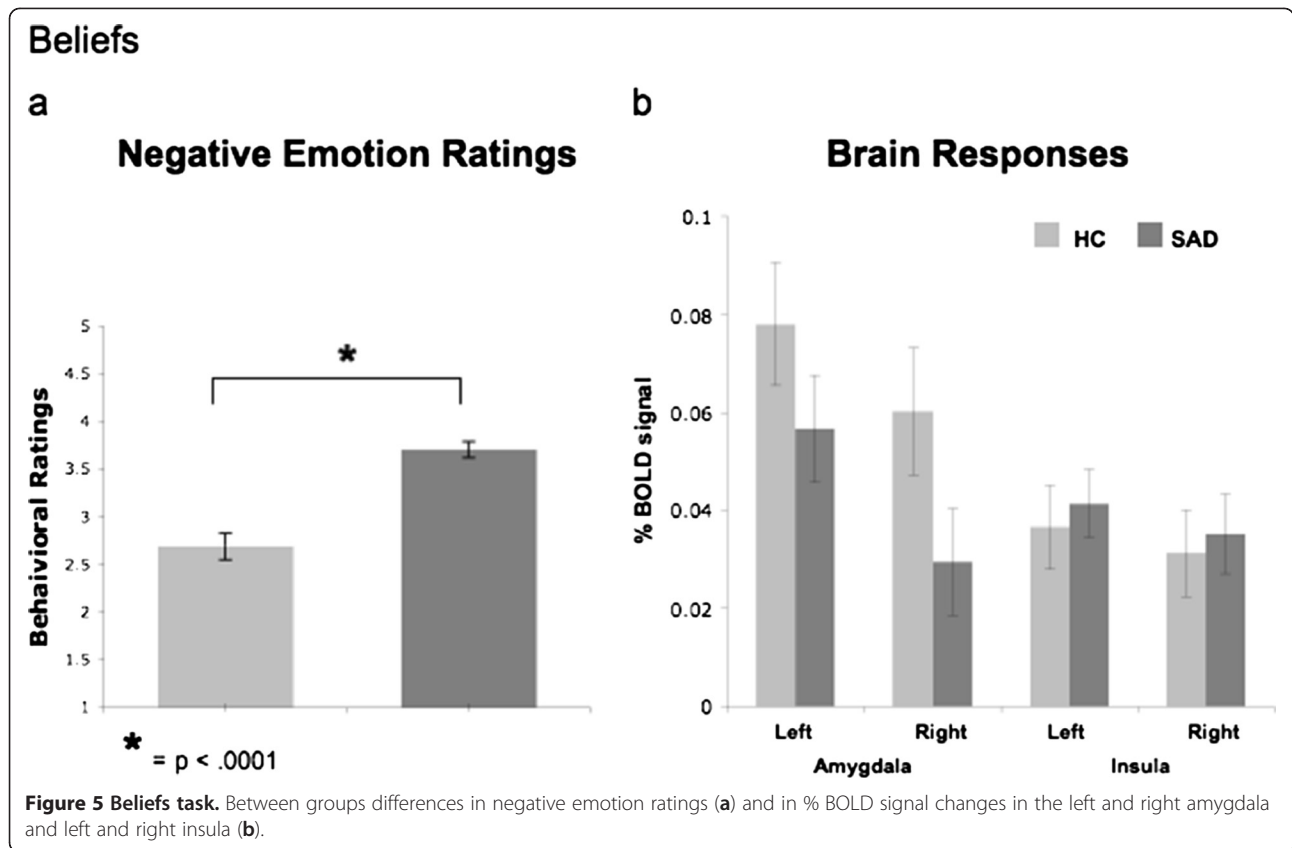 Beliefs
a
Negative Emotion Ratings
5
4.5
4
3.5
3
2.5
2
1.5
1
Behaivioral Ratings
*
* = p < .0001
b
Brain Responses
HC SAD
0.1
0.08
0.06
0.04
0.02
0
% BOLD signal
Left Right Left Right
Amygdala Insula
Figure 5 Beliefs task. Between groups differences in negative emotion ratings (a) and in % BOLD signal changes in the left and right amygdala
and left and right insula (b).